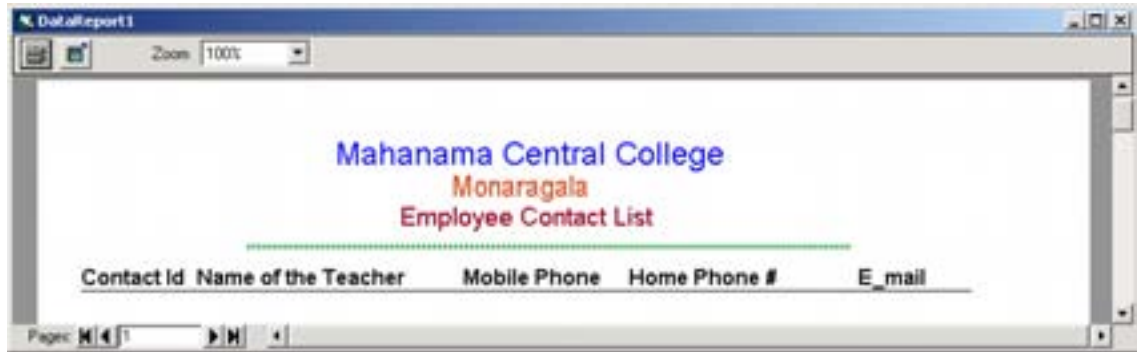 DataReport1
Zoom 100%
Mahanama Central College
Monaragala
Employee Contact List
Contact Id Name of the Teacher Mobile Phone Home Phone # E_mail
Pages: 1